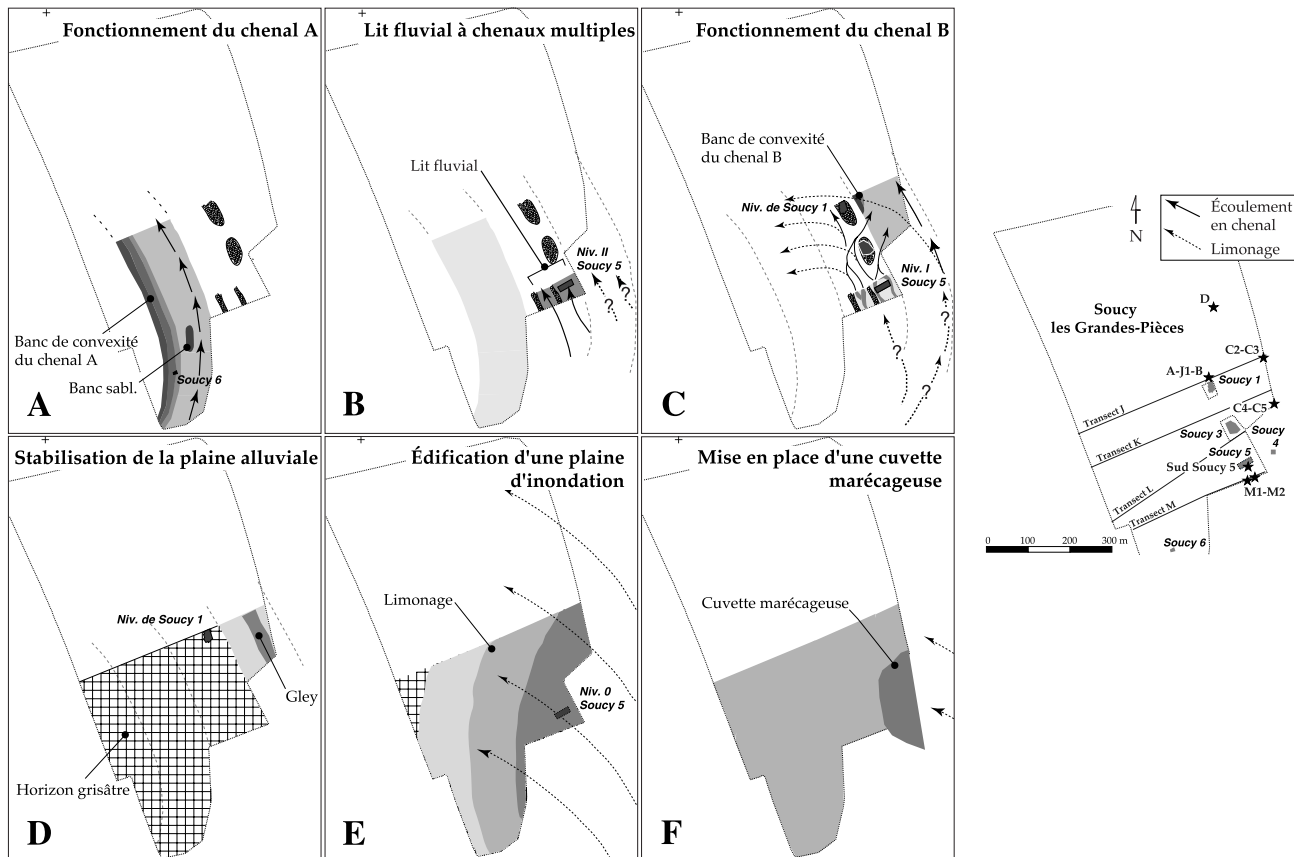 Fonctionnement du chenal A
Banc de convexité
du chenal A
Banc sabl.
Soucy 6
A
Lit fluvial à chenaux multiples
Lit fluvial
Niv. II
Soucy 5
?
?
B
Fonctionnement du chenal B
Banc de convexité
du chenal B
Niv. de Soucy 1
Niv. I
Soucy 5
?
?
?
?
C
Stabilisation de la plaine alluviale
Niv. de Soucy 1
Gley
Horizon grisâtre
D
Édification d'une plaine
d'inondation
Limonage
Niv. 0
Soucy 5
E
Mise en place d'une cuvette
marécageuse
Cuvette marécageuse
F
N
Écoulement
en chenal
Limonage
Soucy
les Grandes-Pièces
D
C2-C3
A-J1-B
Soucy 1
Transect J
C4-C5
Transect K
Soucy 3
Soucy
4
Soucy 5
Sud Soucy 5
Transect L
M1-M2
Transect M
Soucy 6
0 100 200 300 m